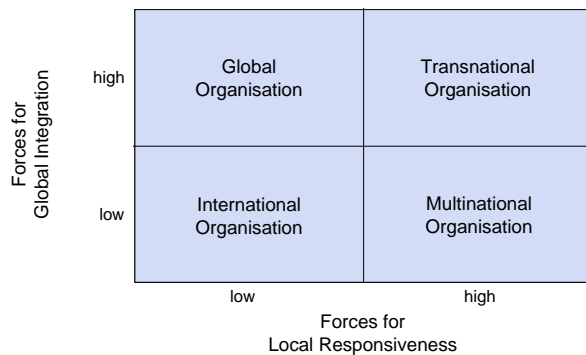 Forces for
Global Integration
high
Global
Organisation
Transnational
Organisation
low
International
Organisation
Multinational
Organisation
low
high
Forces for
Local Responsiveness